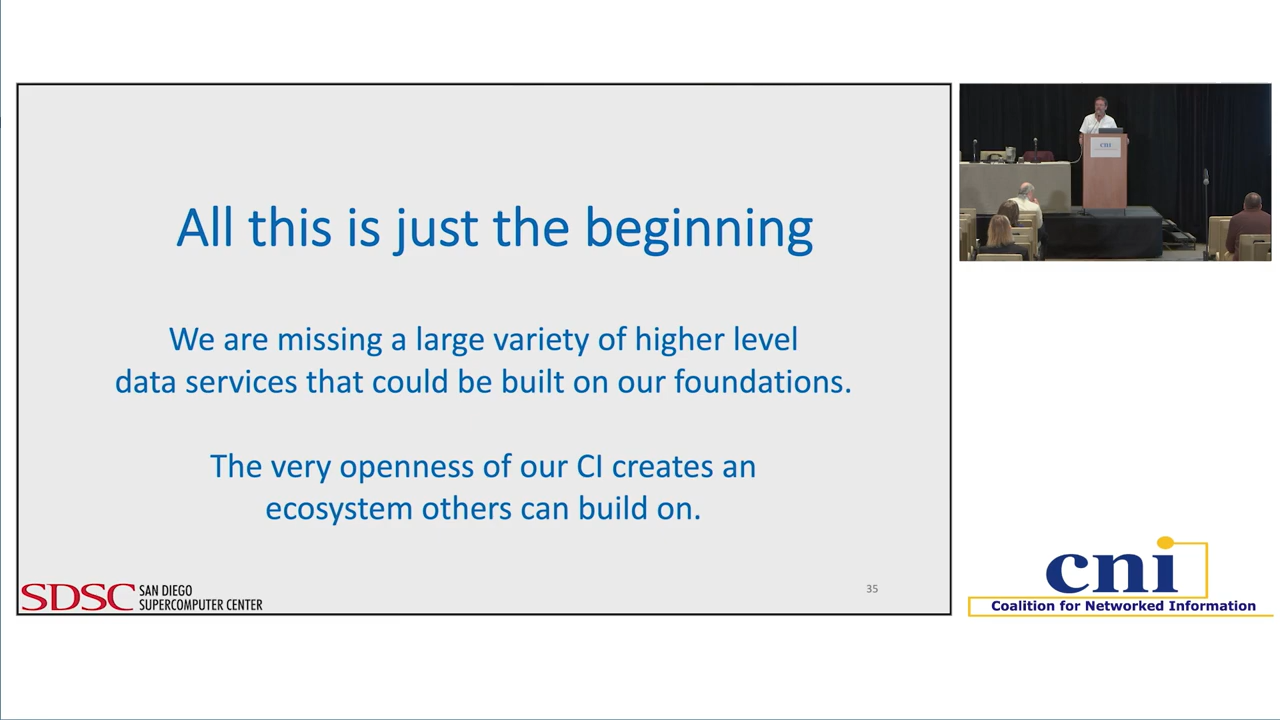 All this is just the beginning
We are missing a large variety of higher level
data services that could be built on our foundations.
The very openness of our CI creates an
ecosystem others can build on.
SDSC
SAN DIEGO
SUPERCOMPUTER CENTER
35
cni
cni
Coalition for Networked Information